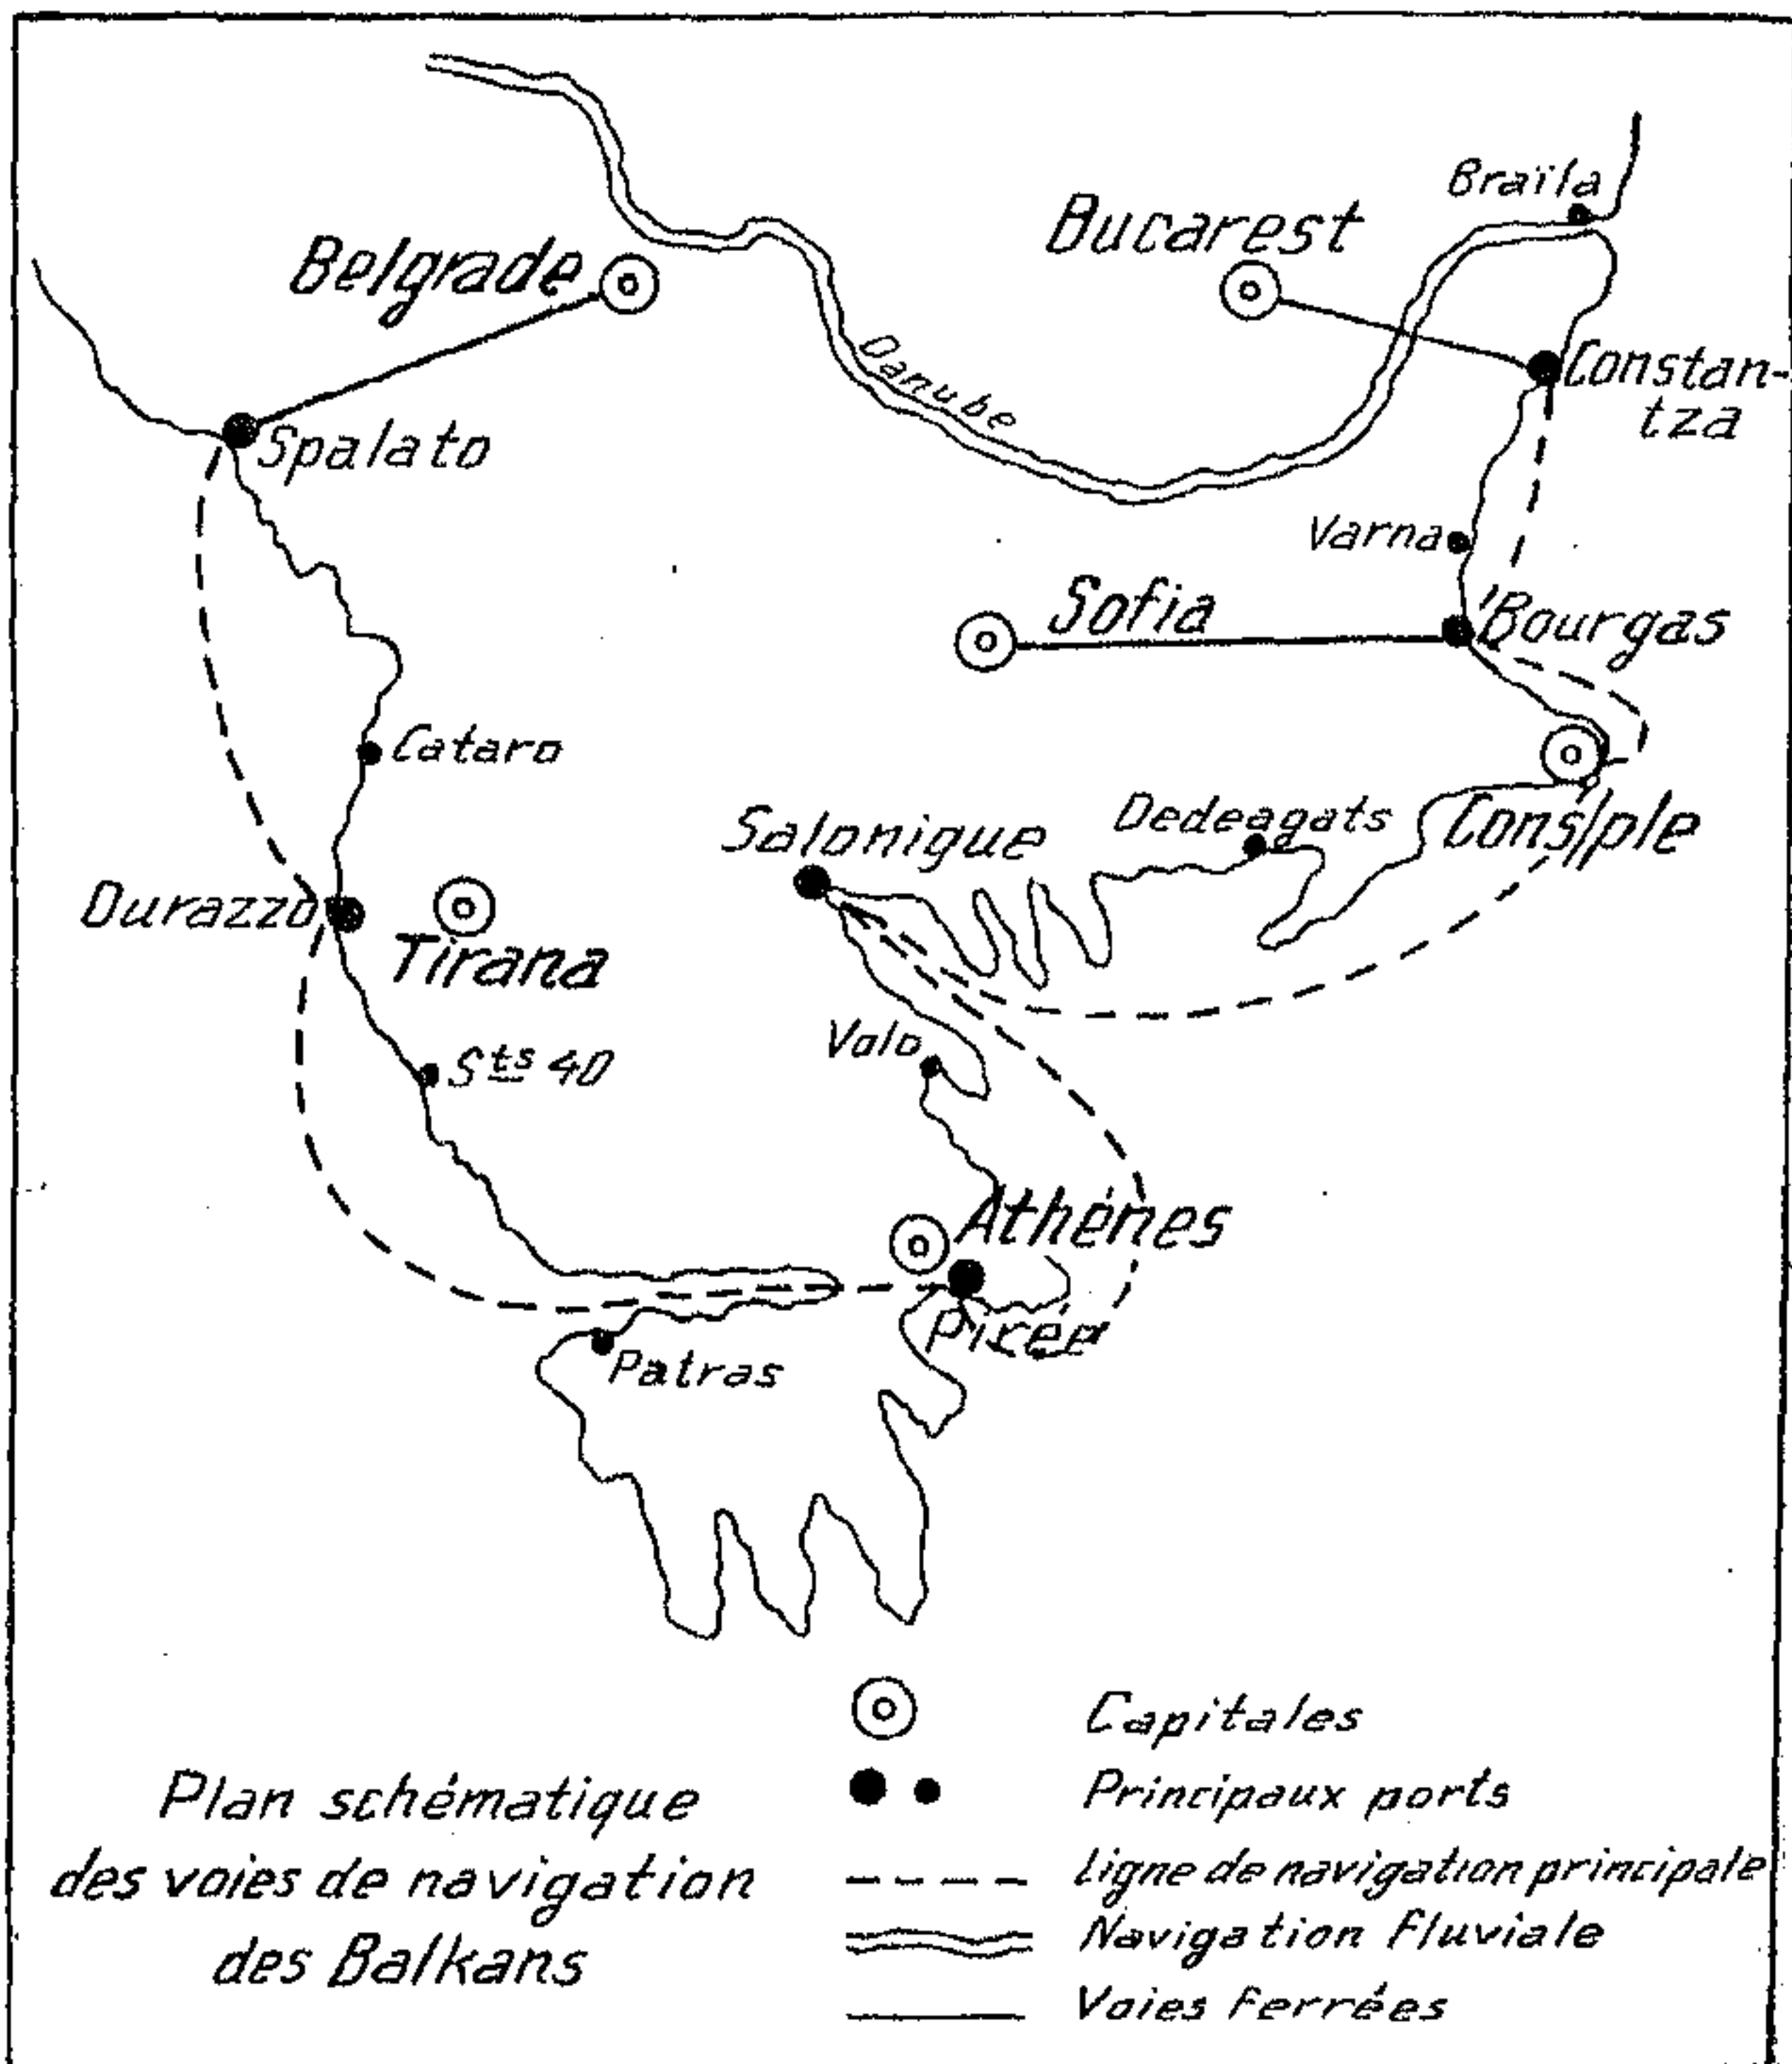 Braïla
Bucarest
Belgrade
Danube
Constan-
tza
Spalato
Varna
Sofia
Bourgas
Cataro
Salonique
Dedeagats
Cons/ple
Durazzo
Tirana
Volo
Sts 40
Athénes
Pirée
Patras
Capitales
Plan schématique
des voies de navigation
des Balkans
Principaux ports
ligne de navigation principale
Navigation Fluviale
Voies Ferrées